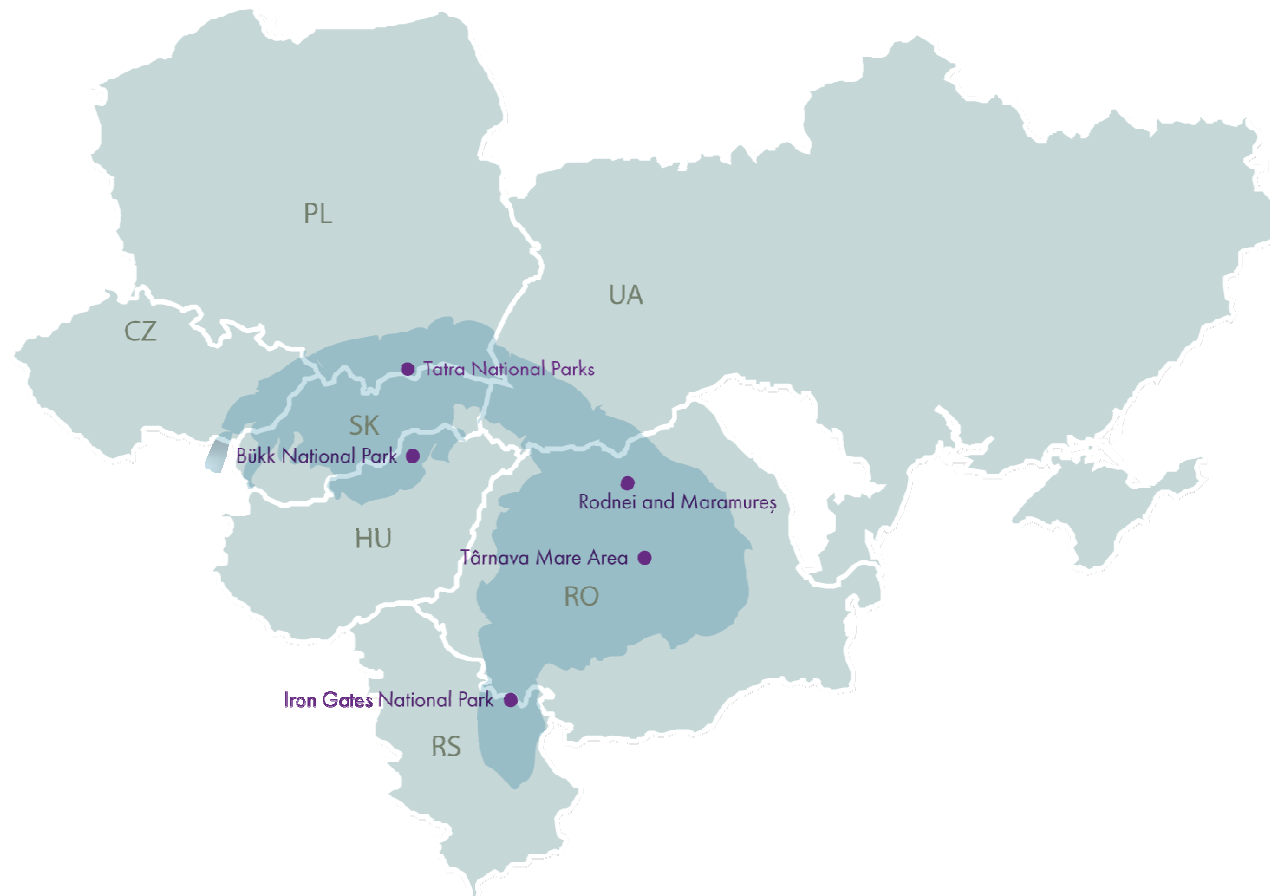 PL
UA
CZ
Tatra National Parks
SK
Bükk National Park
Rodnei and Maramureș
HU
Târnava Mare Area
RO
Iron Gates National Park
RS